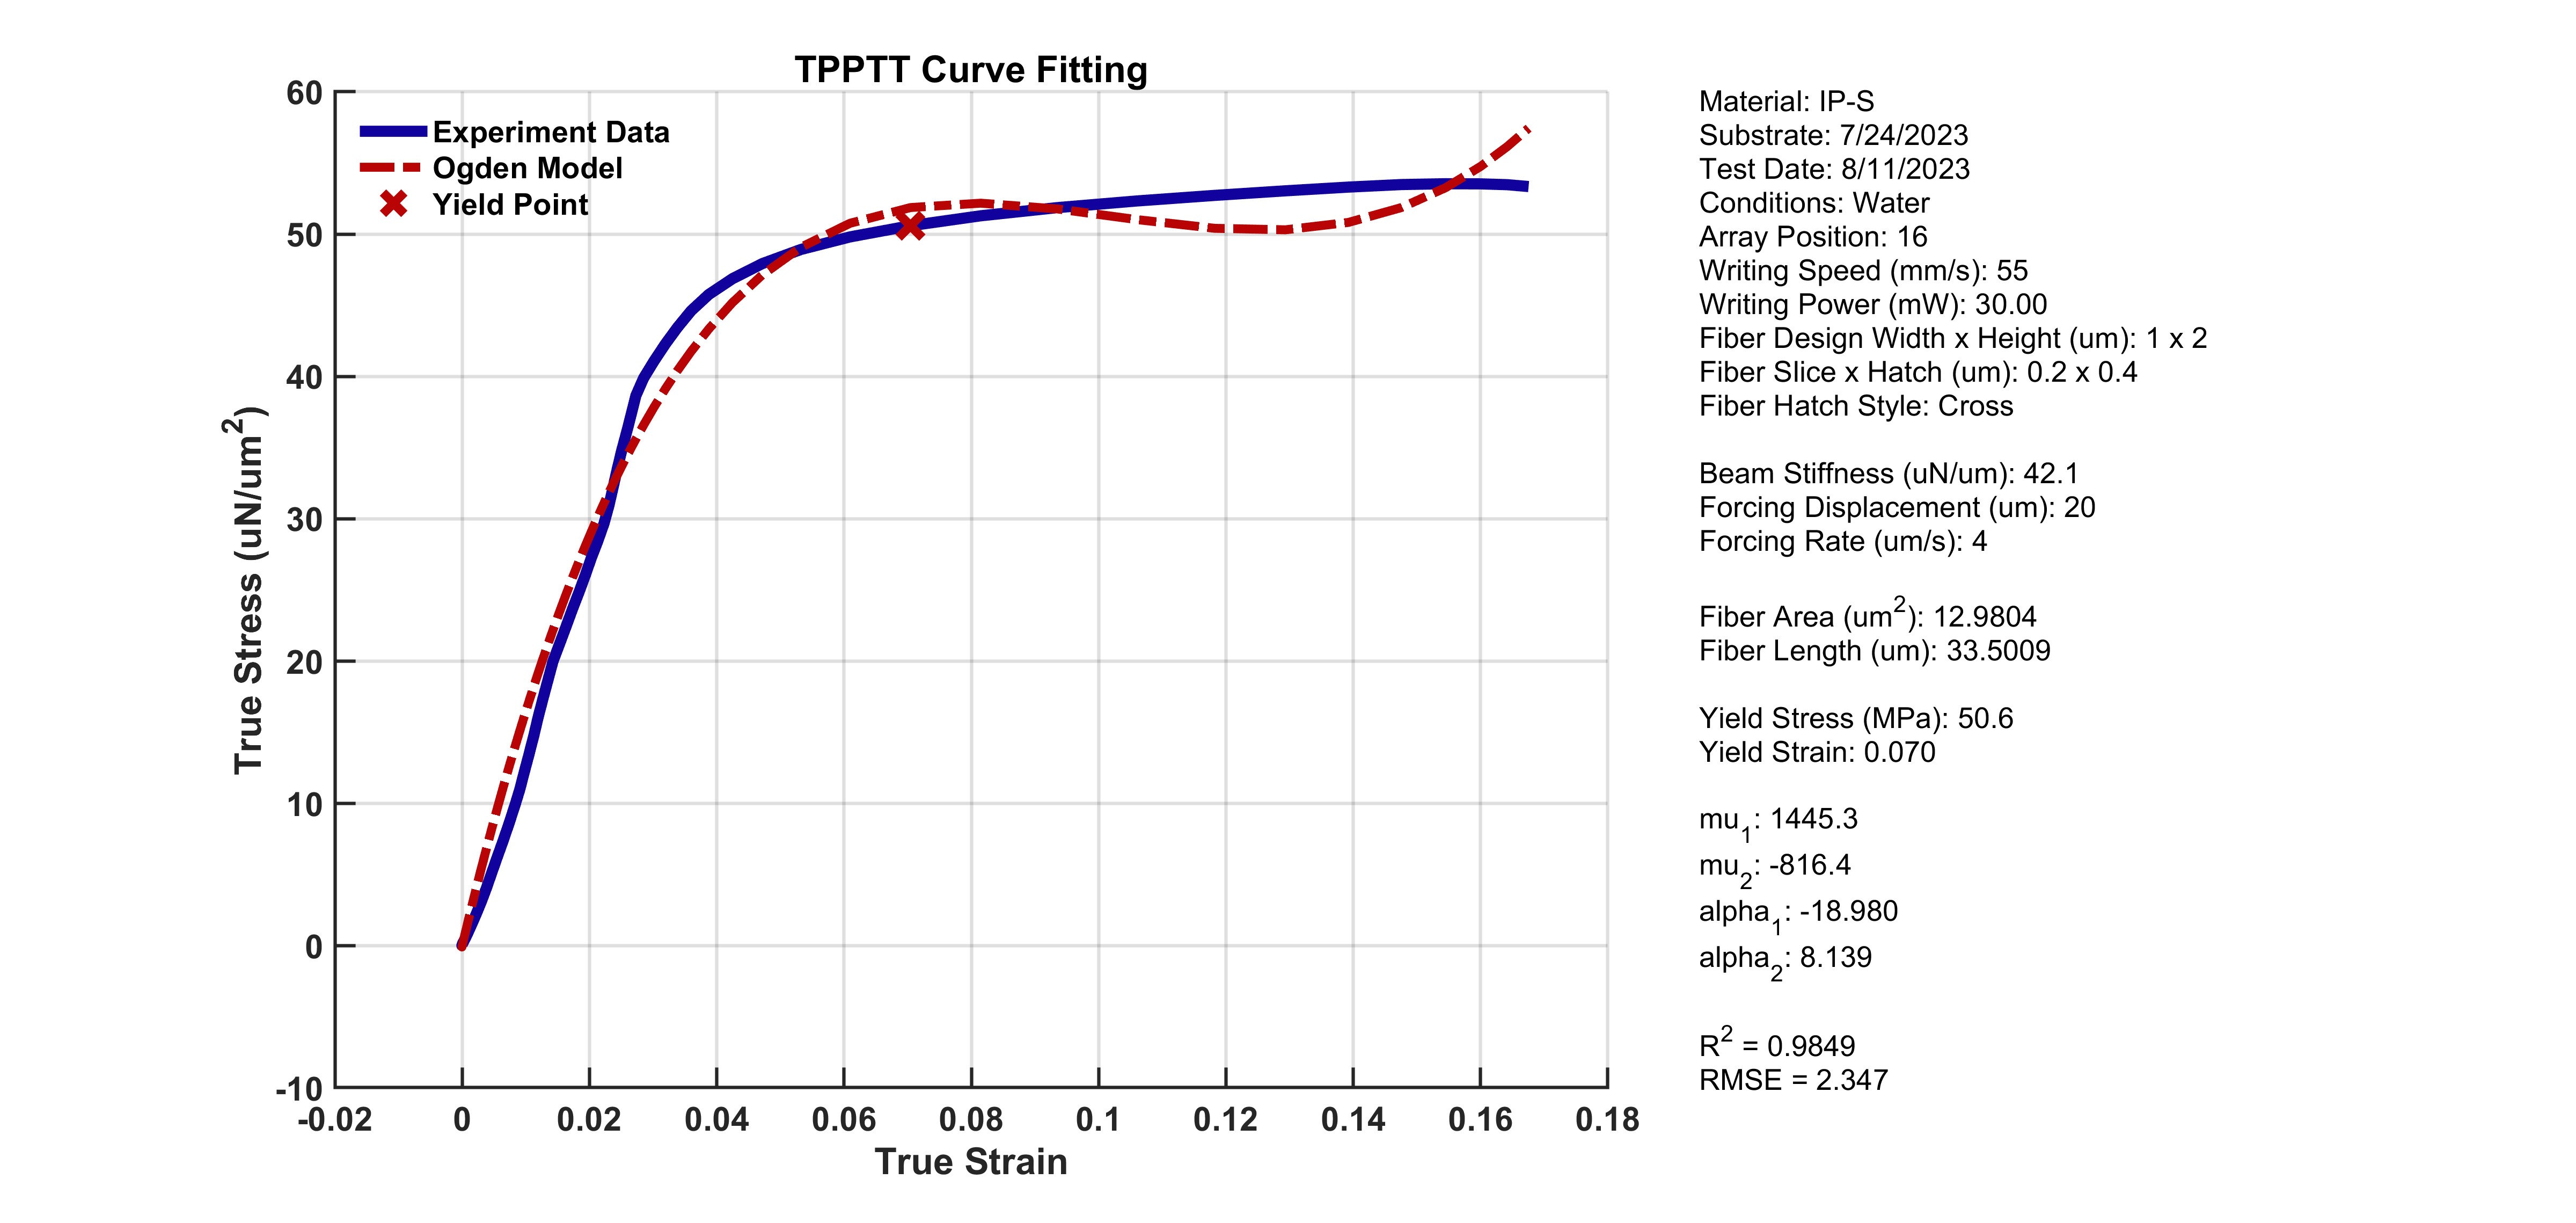 TPPTT Curve Fitting
60
50
40
30
20
10
0
-10
True Stress (uN/um²)
Experiment Data
Ogden Model
Yield Point
-0.02 0 0.02 0.04 0.06 0.08 0.1 0.12 0.14 0.16 0.18
True Strain
Material: IP-S
Substrate: 7/24/2023
Test Date: 8/11/2023
Conditions: Water
Array Position: 16
Writing Speed (mm/s): 55
Writing Power (mW): 30.00
Fiber Design Width x Height (um): 1 x 2
Fiber Slice x Hatch (um): 0.2 x 0.4
Fiber Hatch Style: Cross
Beam Stiffness (uN/um): 42.1
Forcing Displacement (um): 20
Forcing Rate (um/s): 4
Fiber Area (um²): 12.9804
Fiber Length (um): 33.5009
Yield Stress (MPa): 50.6
Yield Strain: 0.070
mu₁: 1445.3
mu₂: -816.4
alpha₁: -18.980
alpha₂: 8.139
R² = 0.9849
RMSE = 2.347